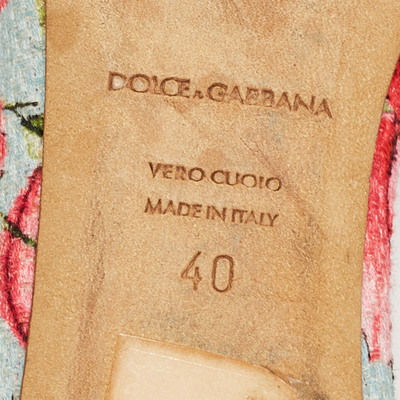 DOLCE & GABBANA
VERO CUOIO
MADE IN ITALY
40